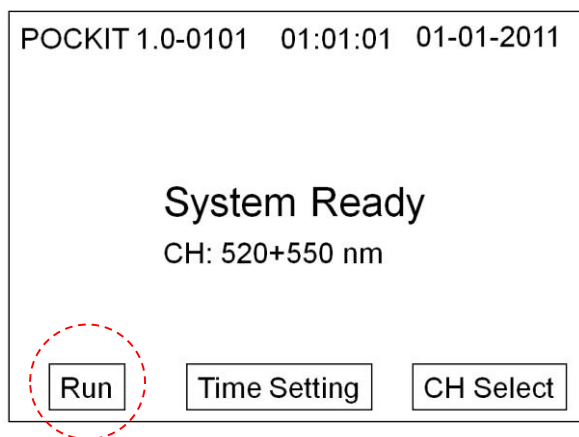 POCKIT 1.0-0101 01:01:01 01-01-2011
System Ready
CH: 520+550 nm
Run Time Setting CH Select